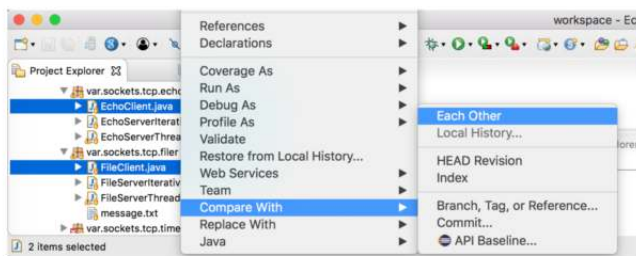 workspace - Ec
Project Explorer
var.sockets.tcp.echo
EchoClient.java
EchoServerIterat
EchoServerThrea
var.sockets.tcp.filer
FileClient.java
FileServerIterativ
FileServerThread
message.txt
var.sockets.tcp.time
2 items selected
References
Declarations
Coverage As
Run As
Debug As
Profile As
Validate
Restore from Local History...
Web Services
Team
Compare With
Replace With
Java
Each Other
Local History...
HEAD Revision
Index
Branch, Tag, or Reference...
Commit...
API Baseline...